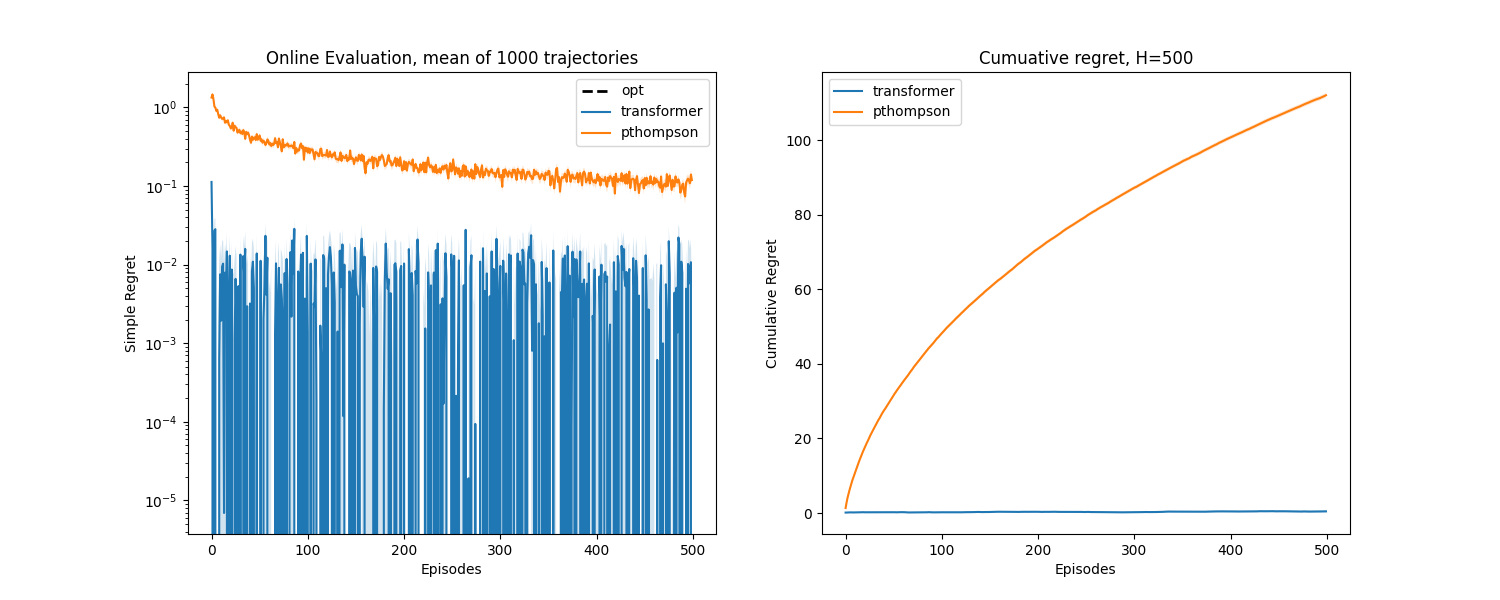 Online Evaluation, mean of 1000 trajectories
opt
transformer
pthompson
10⁰
10⁻¹
10⁻²
10⁻³
10⁻⁴
10⁻⁵
Simple Regret
0 100 200 300 400 500
Episodes
Cumuative regret, H=500
transformer
pthompson
100
80
60
40
20
0
Cumulative Regret
0 100 200 300 400 500
Episodes